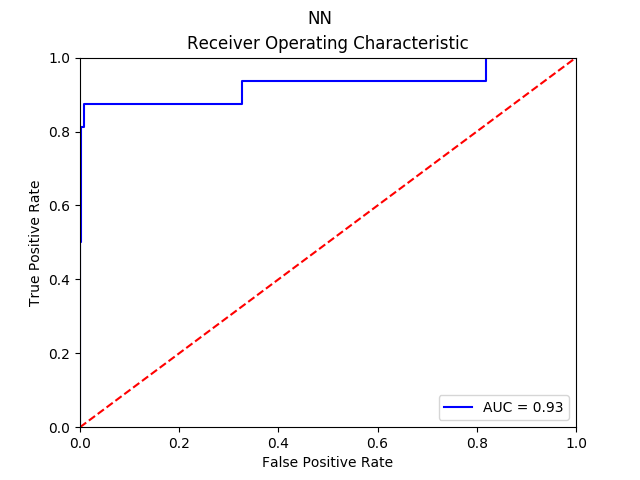 NN
Receiver Operating Characteristic
1.0
0.8
0.6
0.4
0.2
0.0
True Positive Rate
AUC = 0.93
0.0 0.2 0.4 0.6 0.8 1.0
False Positive Rate